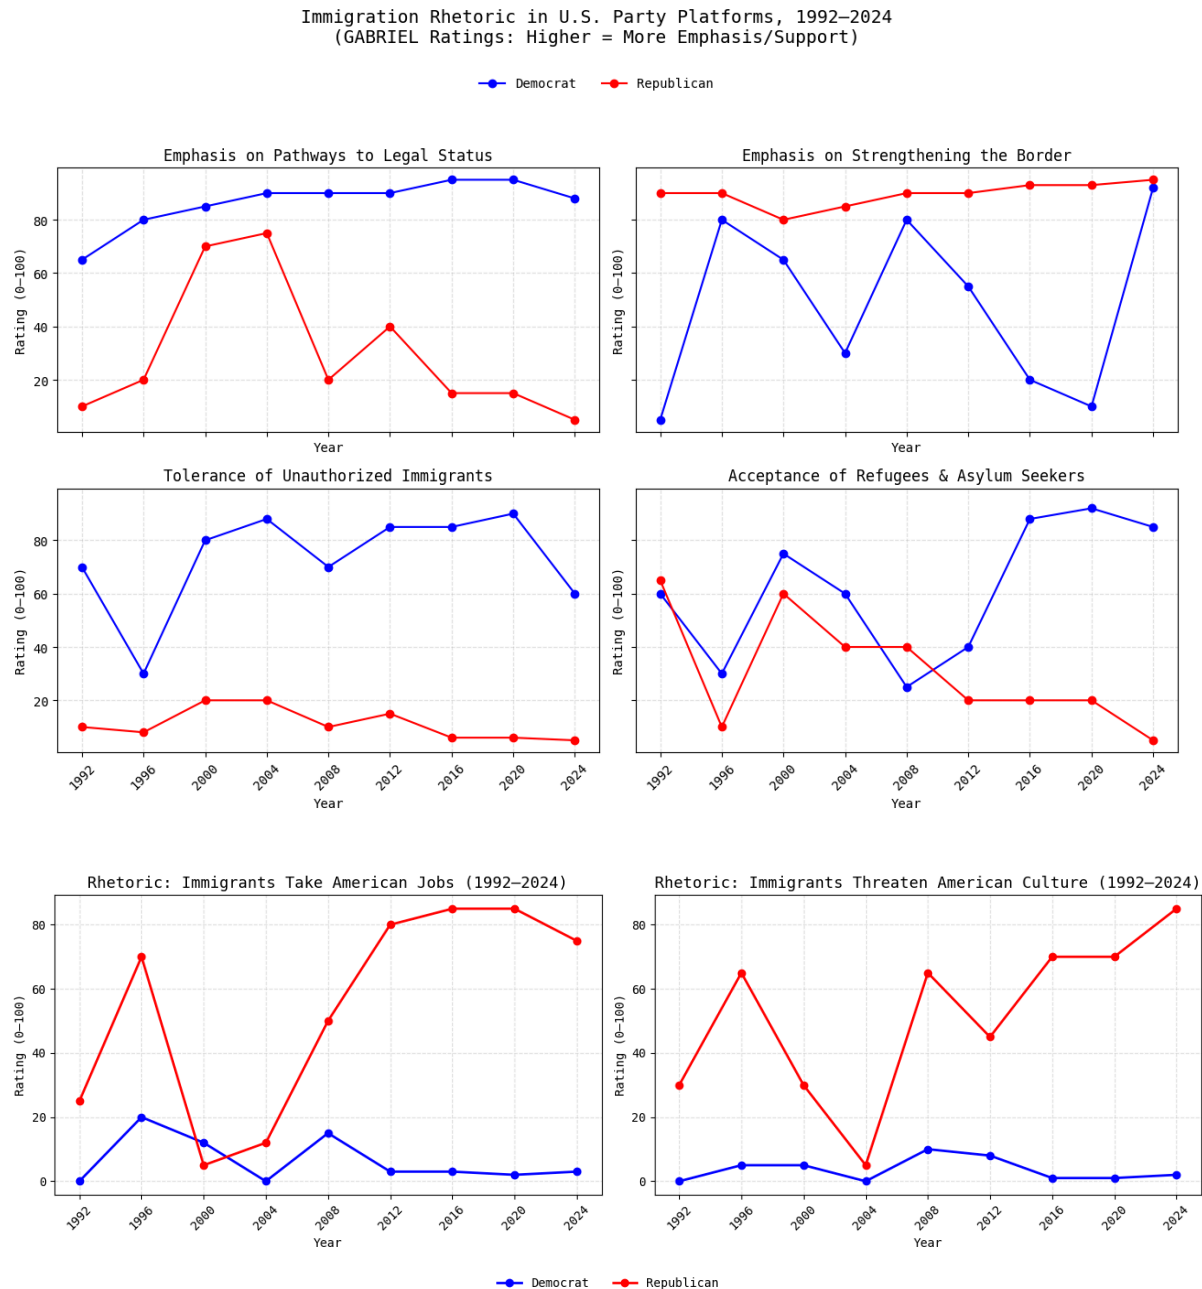 Immigration Rhetoric in U.S. Party Platforms, 1992–2024
(GABRIEL Ratings: Higher = More Emphasis/Support)
Democrat Republican
Emphasis on Pathways to Legal Status
Rating (0–100)
80
60
40
20
Year
Emphasis on Strengthening the Border
Rating (0–100)
Year
Tolerance of Unauthorized Immigrants
Rating (0–100)
80
60
40
20
1992 1996 2000 2004 2008 2012 2016 2020 2024
Year
Acceptance of Refugees & Asylum Seekers
Rating (0–100)
1992 1996 2000 2004 2008 2012 2016 2020 2024
Year
Rhetoric: Immigrants Take American Jobs (1992–2024)
Rating (0–100)
80
60
40
20
0
1992 1996 2000 2004 2008 2012 2016 2020 2024
Year
Rhetoric: Immigrants Threaten American Culture (1992–2024)
Rating (0–100)
80
60
40
20
0
1992 1996 2000 2004 2008 2012 2016 2020 2024
Year
Democrat Republican